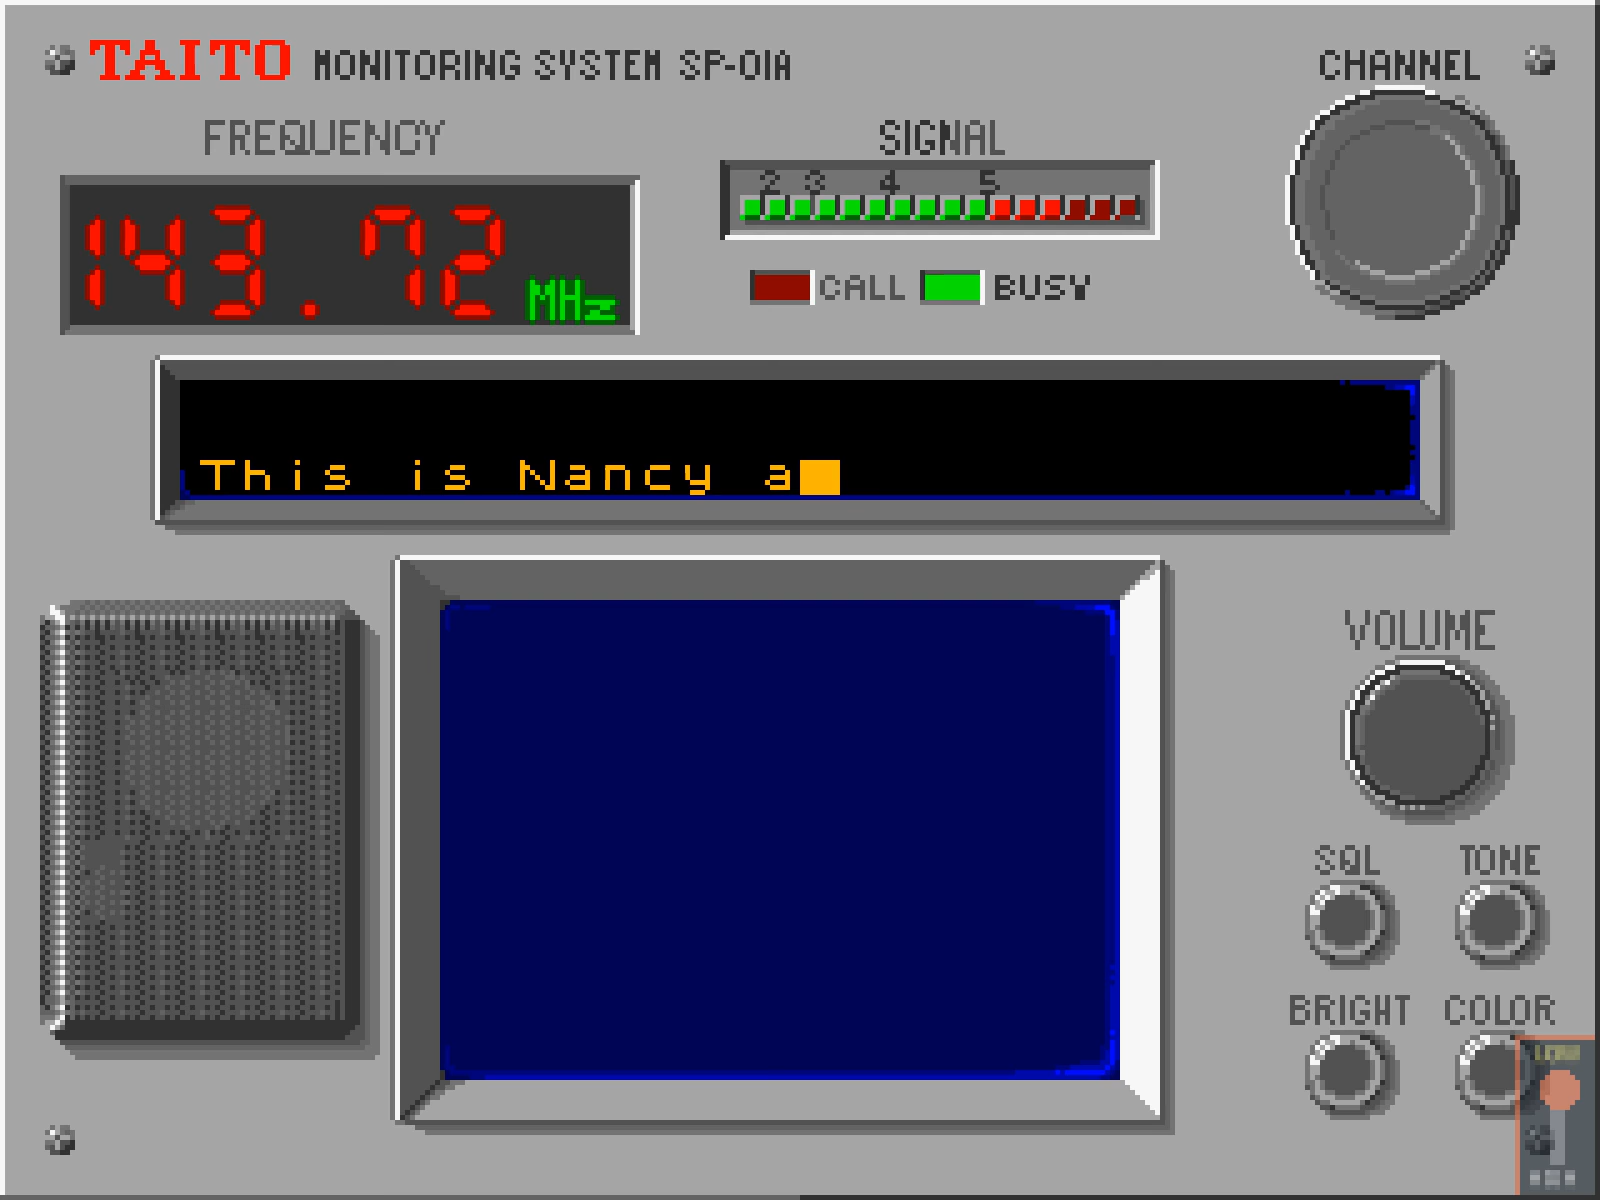 TAITO MONITORING SYSTEM SP-01A
CHANNEL
FREQUENCY
SIGNAL
2 3 4 5
143.72 MHz
CALL BUSY
This is Nancy a
VOLUME
SQL TONE
BRIGHT COLOR